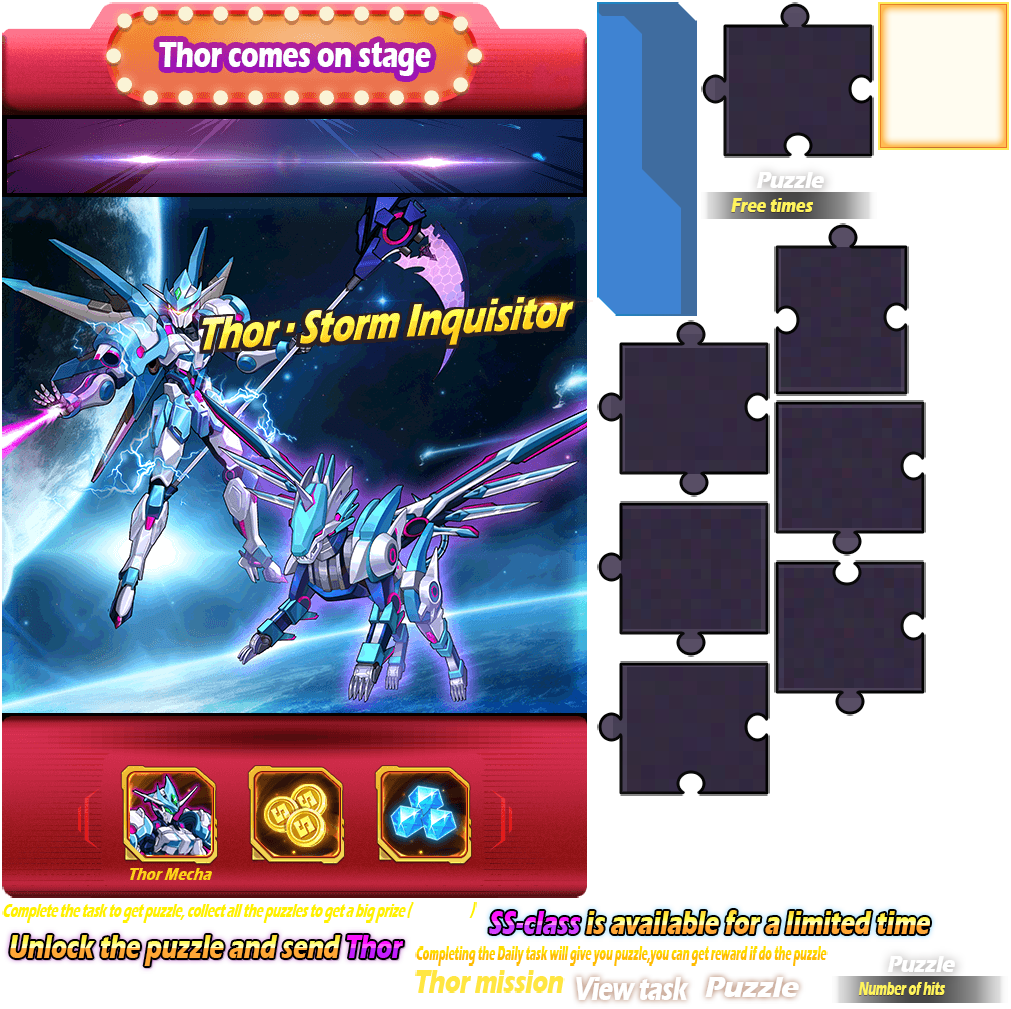 Thor comes on stage
Puzzle
Free times
Thor · Storm Inquisitor
Thor Mecha
Complete the task to get puzzle, collect all the puzzles to get a big prize (            )
SS-class is available for a limited time
Unlock the puzzle and send Thor
Completing the Daily task will give you puzzle,you can get reward if do the puzzle
Thor mission
View task
Puzzle
Puzzle
Number of hits